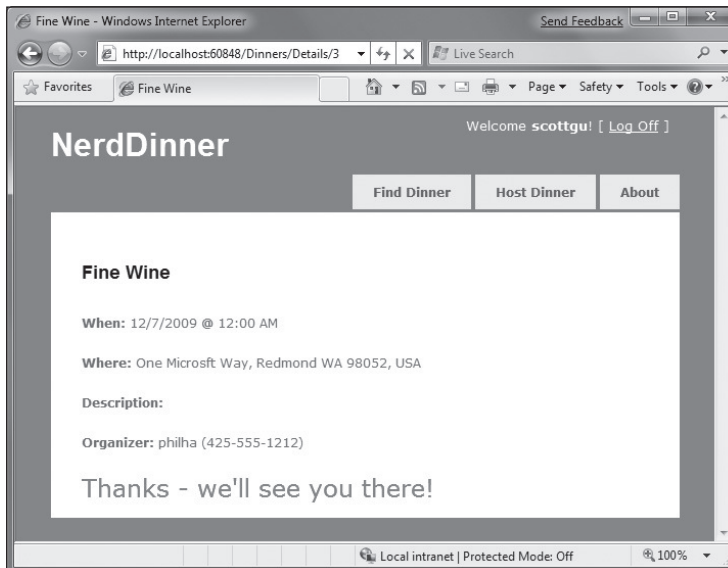 Fine Wine - Windows Internet Explorer
Send Feedback
http://localhost:60848/Dinners/Details/3
Live Search
Favorites
Fine Wine
Page
Safety
Tools
Welcome scottgu! [ Log Off ]
NerdDinner
Find Dinner
Host Dinner
About
Fine Wine
When: 12/7/2009 @ 12:00 AM
Where: One Microsft Way, Redmond WA 98052, USA
Description:
Organizer: philha (425-555-1212)
Thanks - we'll see you there!
Local intranet | Protected Mode: Off
100%